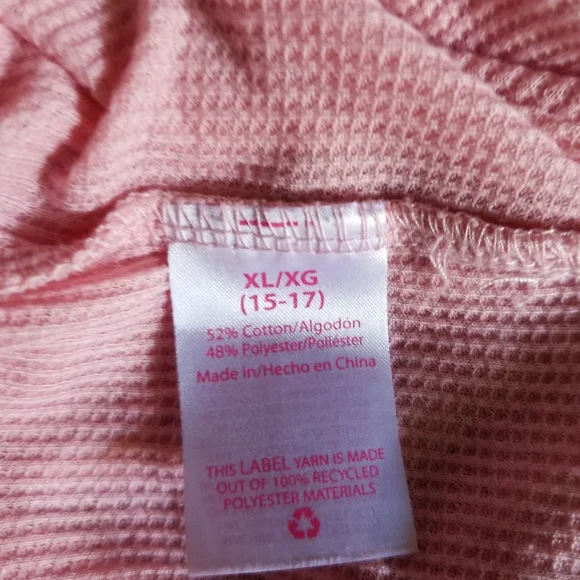 XL/XG
(15-17)
52% Cotton/Algodón
48% Polyester/Poliéster
Made in/Hecho en China
THIS LABEL YARN IS MADE
OUT OF 100% RECYCLED
POLYESTER MATERIALS